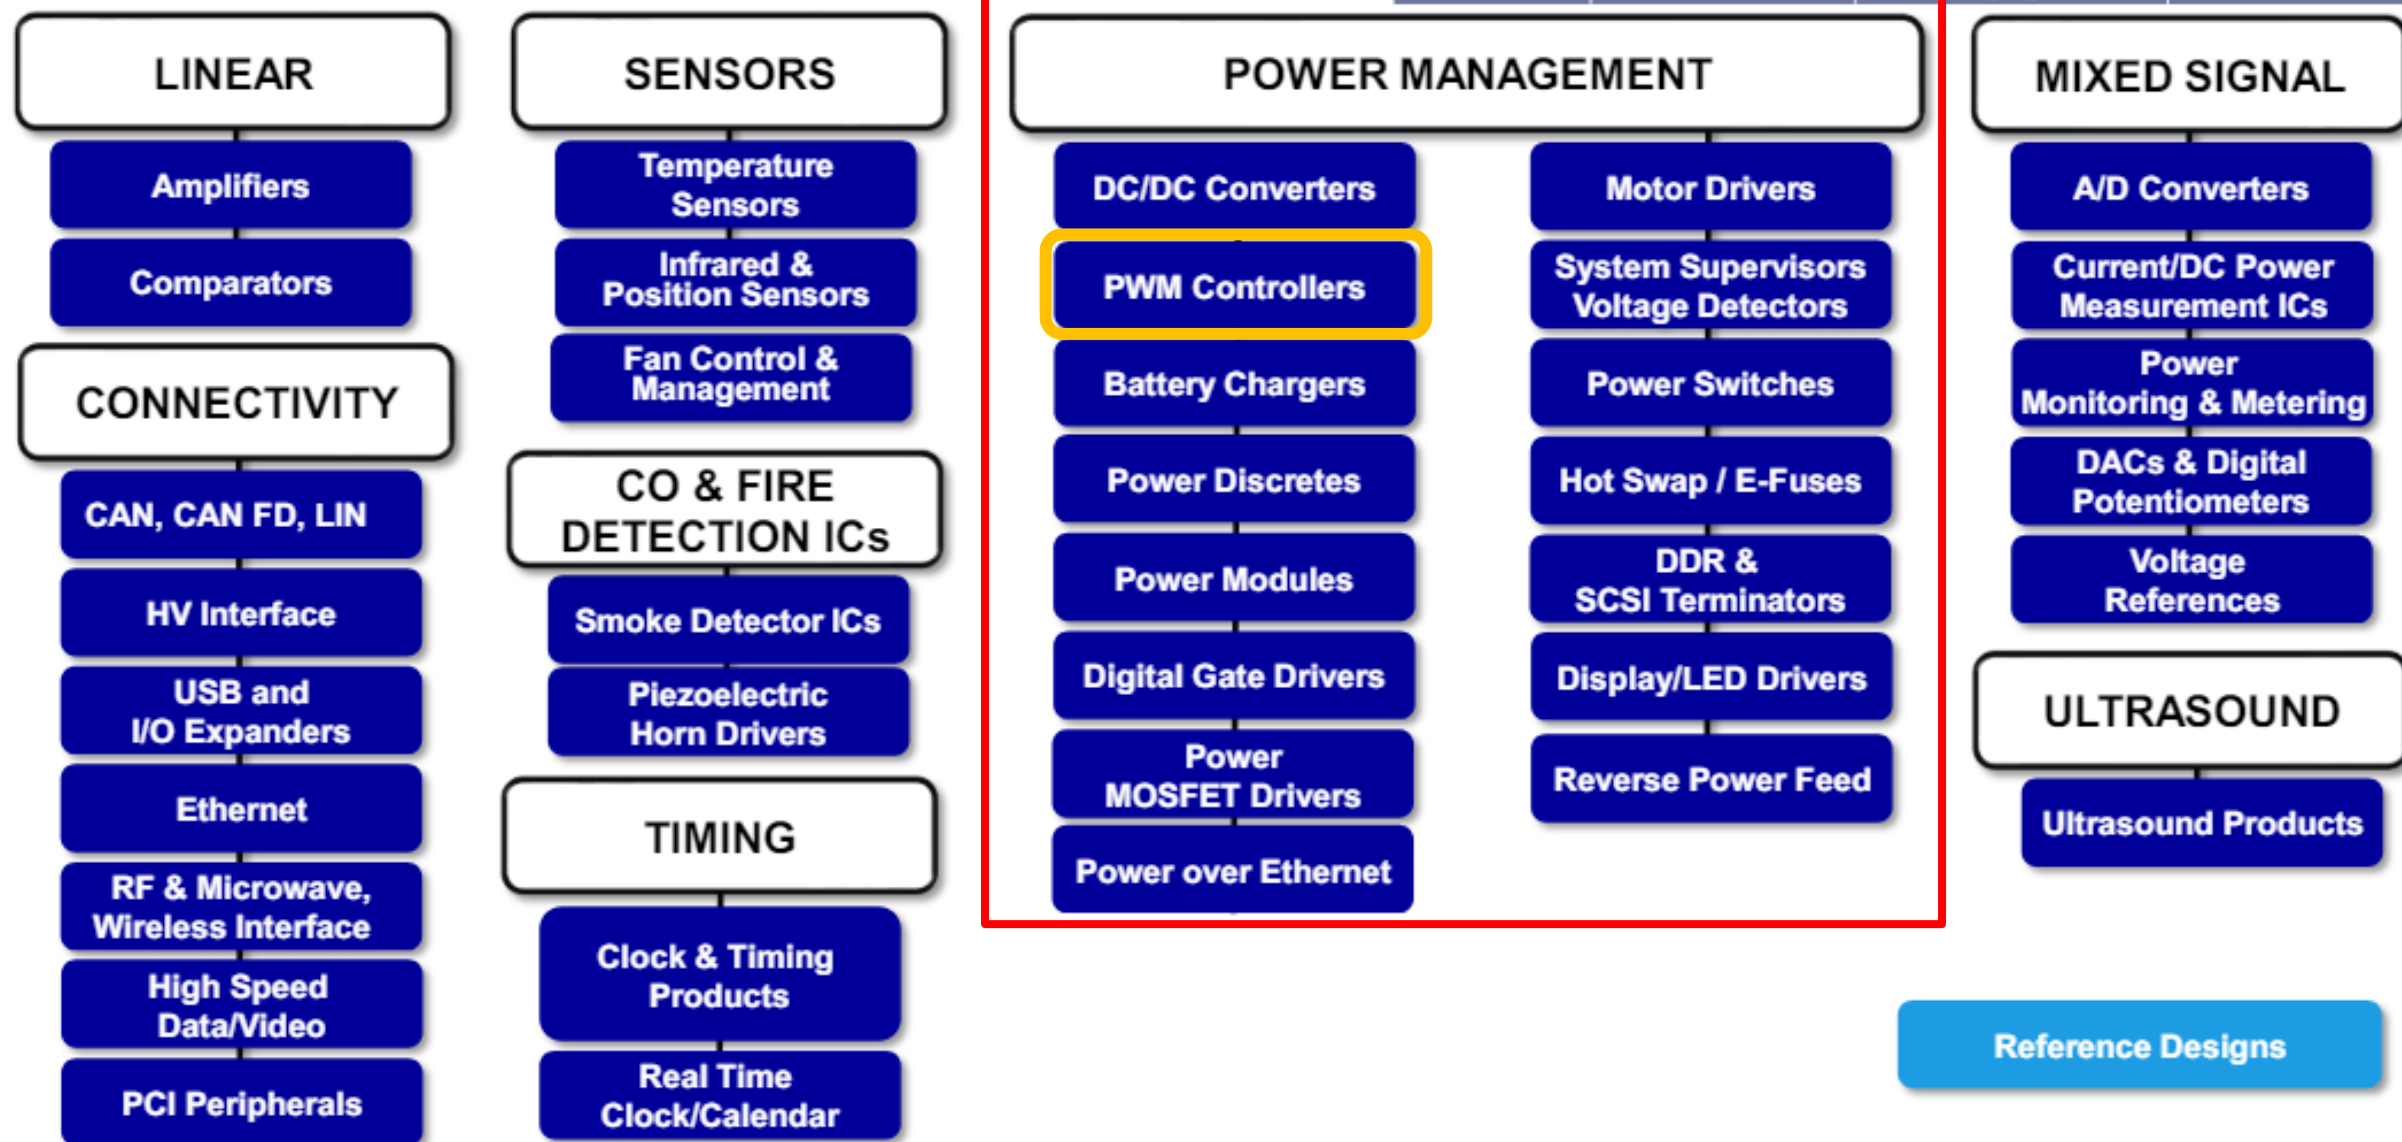 LINEAR
Amplifiers
Comparators
CONNECTIVITY
CAN, CAN FD, LIN
HV Interface
USB and
I/O Expanders
Ethernet
RF & Microwave,
Wireless Interface
High Speed
Data/Video
PCI Peripherals
SENSORS
Temperature
Sensors
Infrared &
Position Sensors
Fan Control &
Management
CO & FIRE
DETECTION ICs
Smoke Detector ICs
Piezoelectric
Horn Drivers
TIMING
Clock & Timing
Products
Real Time
Clock/Calendar
POWER MANAGEMENT
DC/DC Converters
PWM Controllers
Battery Chargers
Power Discretes
Power Modules
Digital Gate Drivers
Power
MOSFET Drivers
Power over Ethernet
Motor Drivers
System Supervisors
Voltage Detectors
Power Switches
Hot Swap / E-Fuses
DDR &
SCSI Terminators
Display/LED Drivers
Reverse Power Feed
MIXED SIGNAL
A/D Converters
Current/DC Power
Measurement ICs
Power
Monitoring & Metering
DACs & Digital
Potentiometers
Voltage
References
ULTRASOUND
Ultrasound Products
Reference Designs